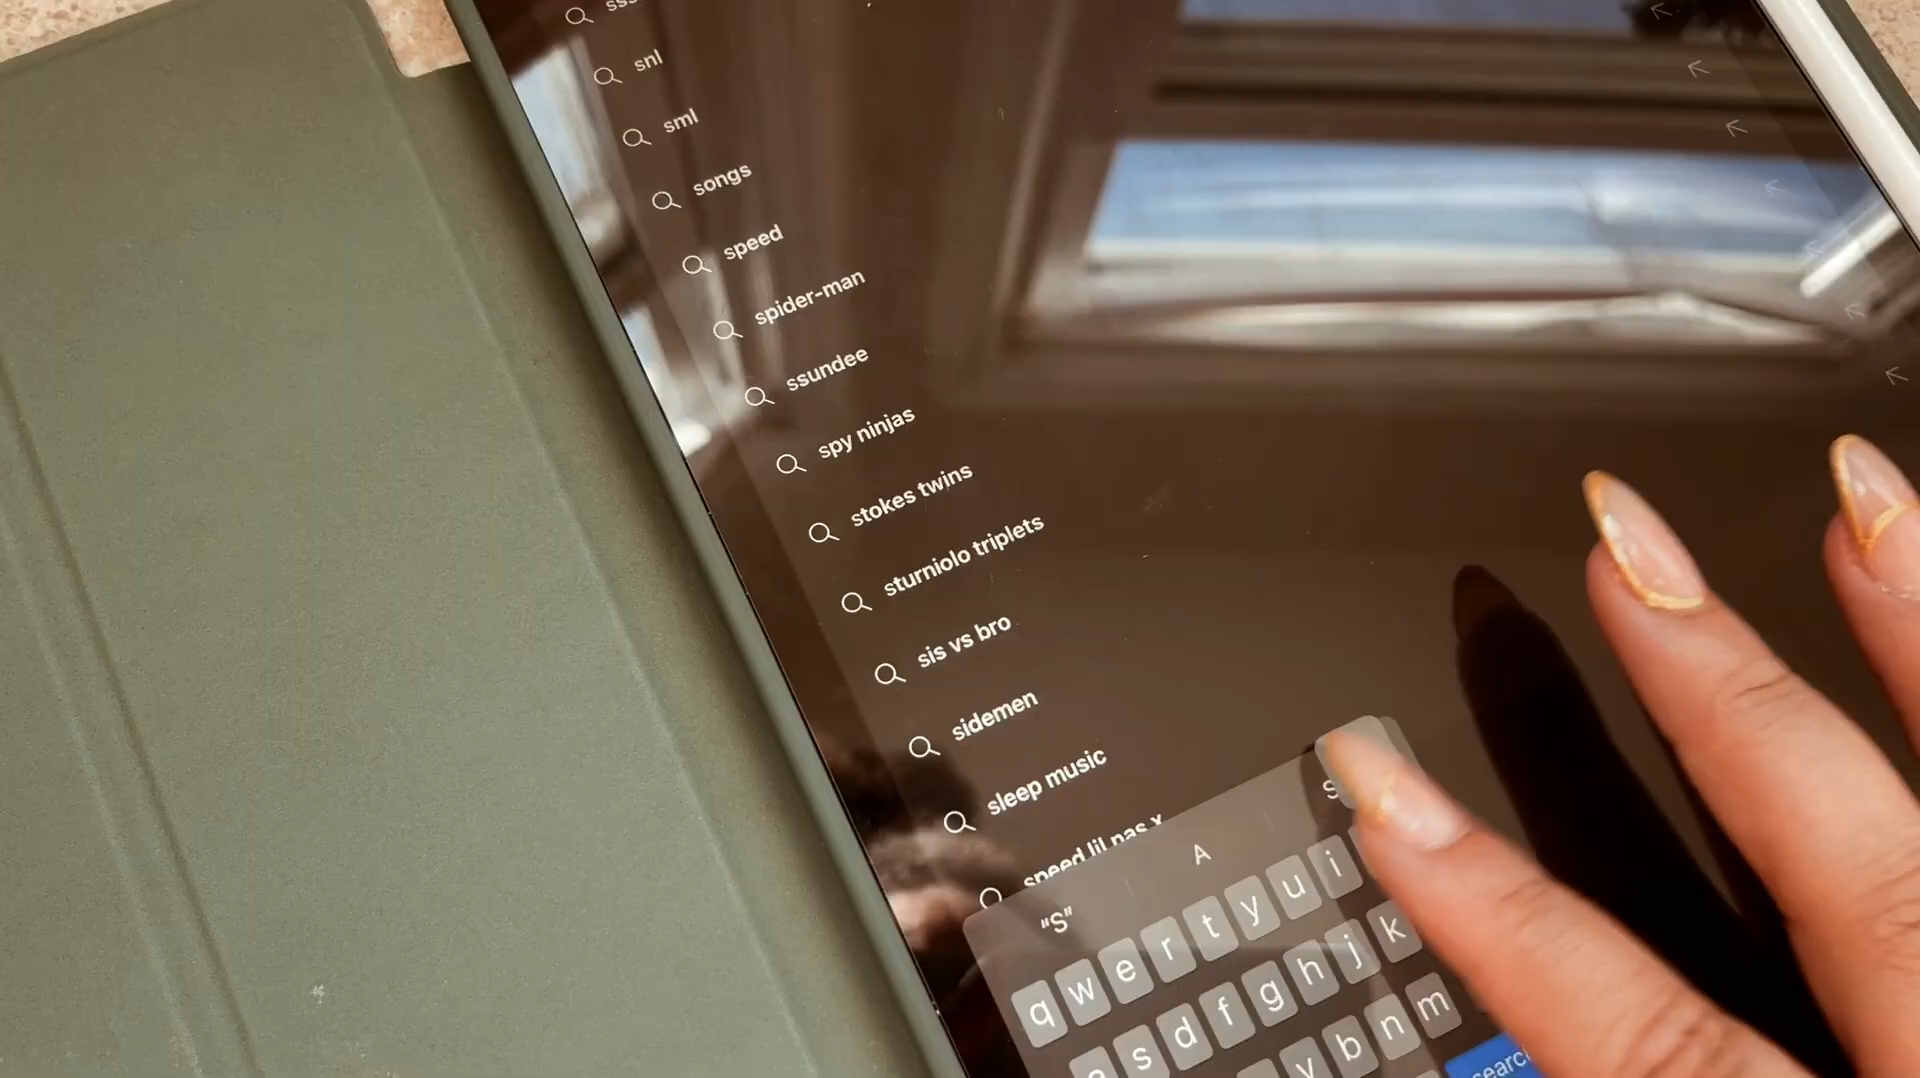 snl
sml
songs
speed
spider-man
ssundee
spy ninjas
stokes twins
sturniolo triplets
sis vs bro
sidemen
sleep music
speed lil nas x
"S" A S
q w e r t y u i
a s d f g h j k
v b n m
search